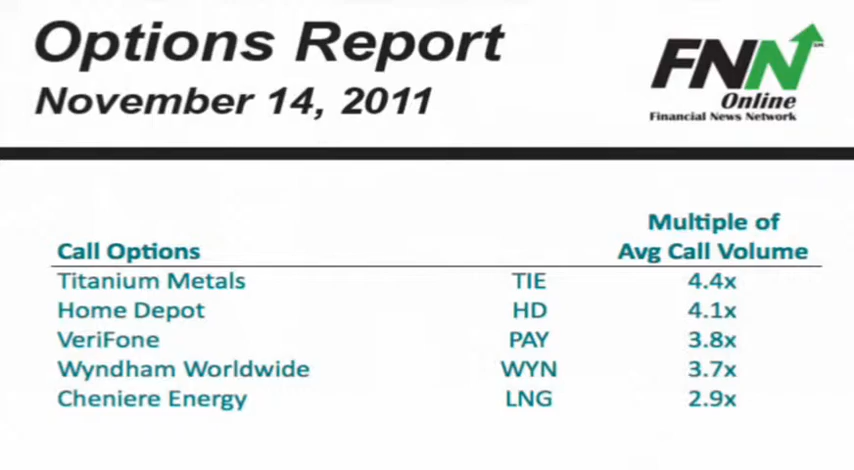 Options Report
November 14, 2011
FNN SM
Online
Financial News Network
Multiple of
Call Options Avg Call Volume
Titanium Metals TIE 4.4x
Home Depot HD 4.1x
VeriFone PAY 3.8x
Wyndham Worldwide WYN 3.7x
Cheniere Energy LNG 2.9x